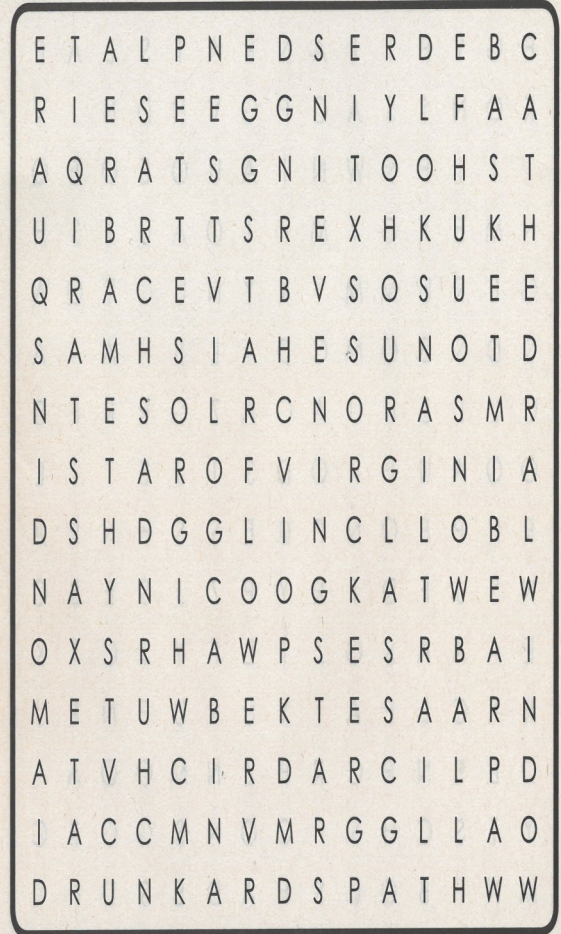 E T A L P N E D S E R D E B C
R I E S E E G G N I Y L F A A
A Q R A T S G N I T O O H S T
U I B R T T S R E X H K U K H
Q R A C E V T B V S O S U E E
S A M H S I A H E S U N O T D
N T E S O L R C N O R A S M R
I S T A R O F V I R G I N I A
D S H D G G L I N C L L O B L
N A Y N I C O O G K A T W E W
O X S R H A W P S E S R B A I
M E T U W B E K T E S A A R N
A T V H C I R D A R C I L P D
I A C C M N V M R G G L L A O
D R U N K A R D S P A T H W W